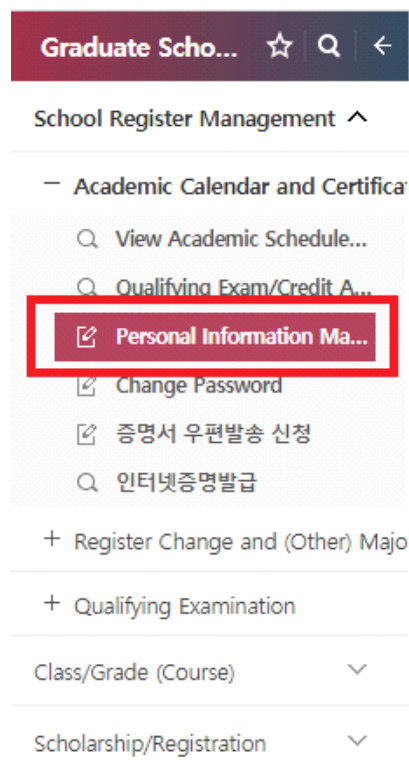 Graduate Scho...
School Register Management
Academic Calendar and Certifica
View Academic Schedule...
Qualifying Exam/Credit A...
Personal Information Ma...
Change Password
증명서 우편발송 신청
인터넷증명발급
Register Change and (Other) Majo
Qualifying Examination
Class/Grade (Course)
Scholarship/Registration